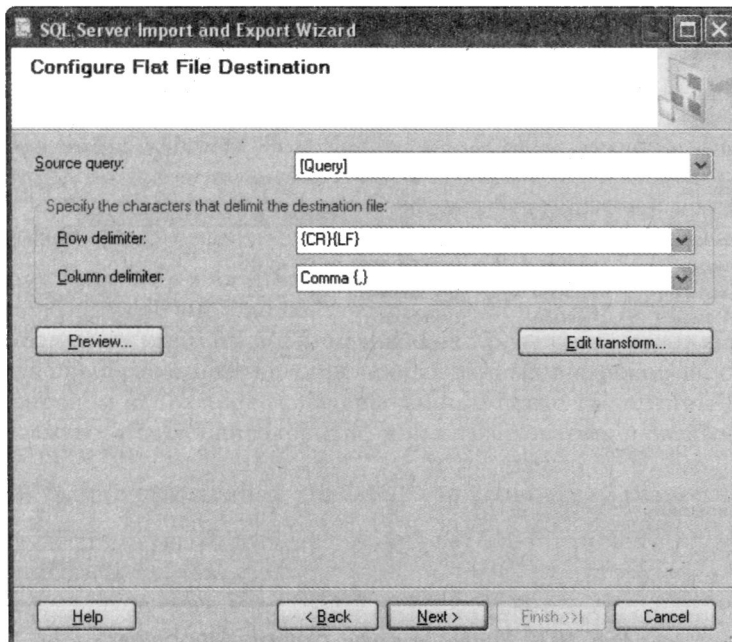 SQL Server Import and Export Wizard
Configure Flat File Destination
Source query: [Query]
Specify the characters that delimit the destination file:
Row delimiter: {CR}{LF}
Column delimiter: Comma {,}
Preview... Edit transform...
Help < Back Next > Finish >>| Cancel